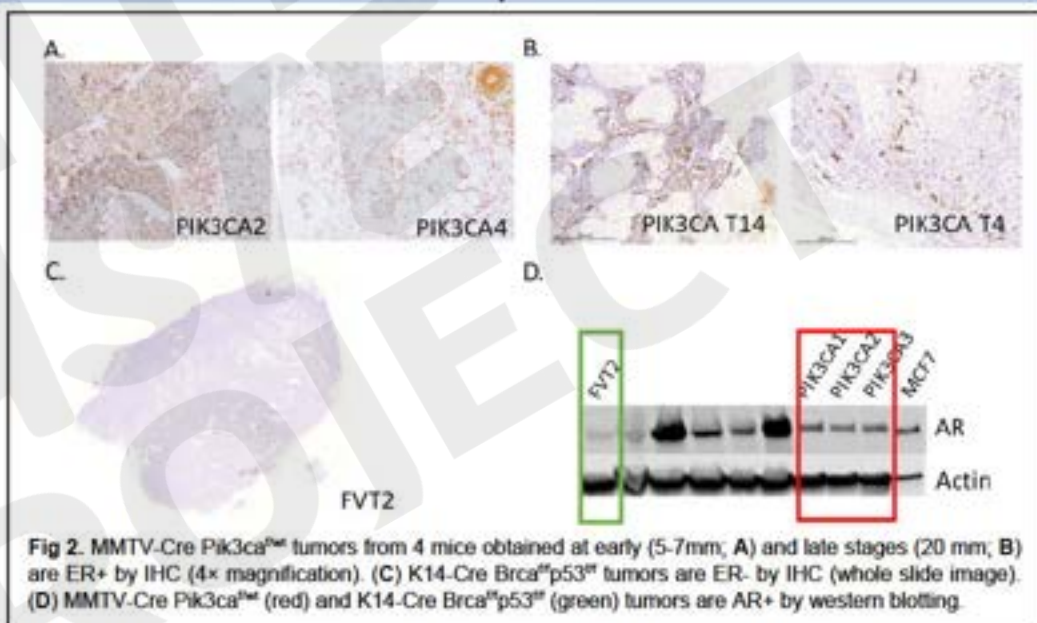 A.
B.
PIK3CA2
PIK3CA4
PIK3CA T14
PIK3CA T4
C.
D.
FVT2
FVT2
PIK3CA1
PIK3CA2
PIK3CA3
MCF7
AR
Actin
Fig 2. MMTV-Cre Pik3ca tumors from 4 mice obtained at early (5-7mm; A) and late stages (20 mm; B)
are ER+ by IHC (4× magnification). (C) K14-Cre Brca^f/f p53^f/f tumors are ER- by IHC (whole slide image).
(D) MMTV-Cre Pik3ca (red) and K14-Cre Brca^f/f p53^f/f (green) tumors are AR+ by western blotting.
PROJECT